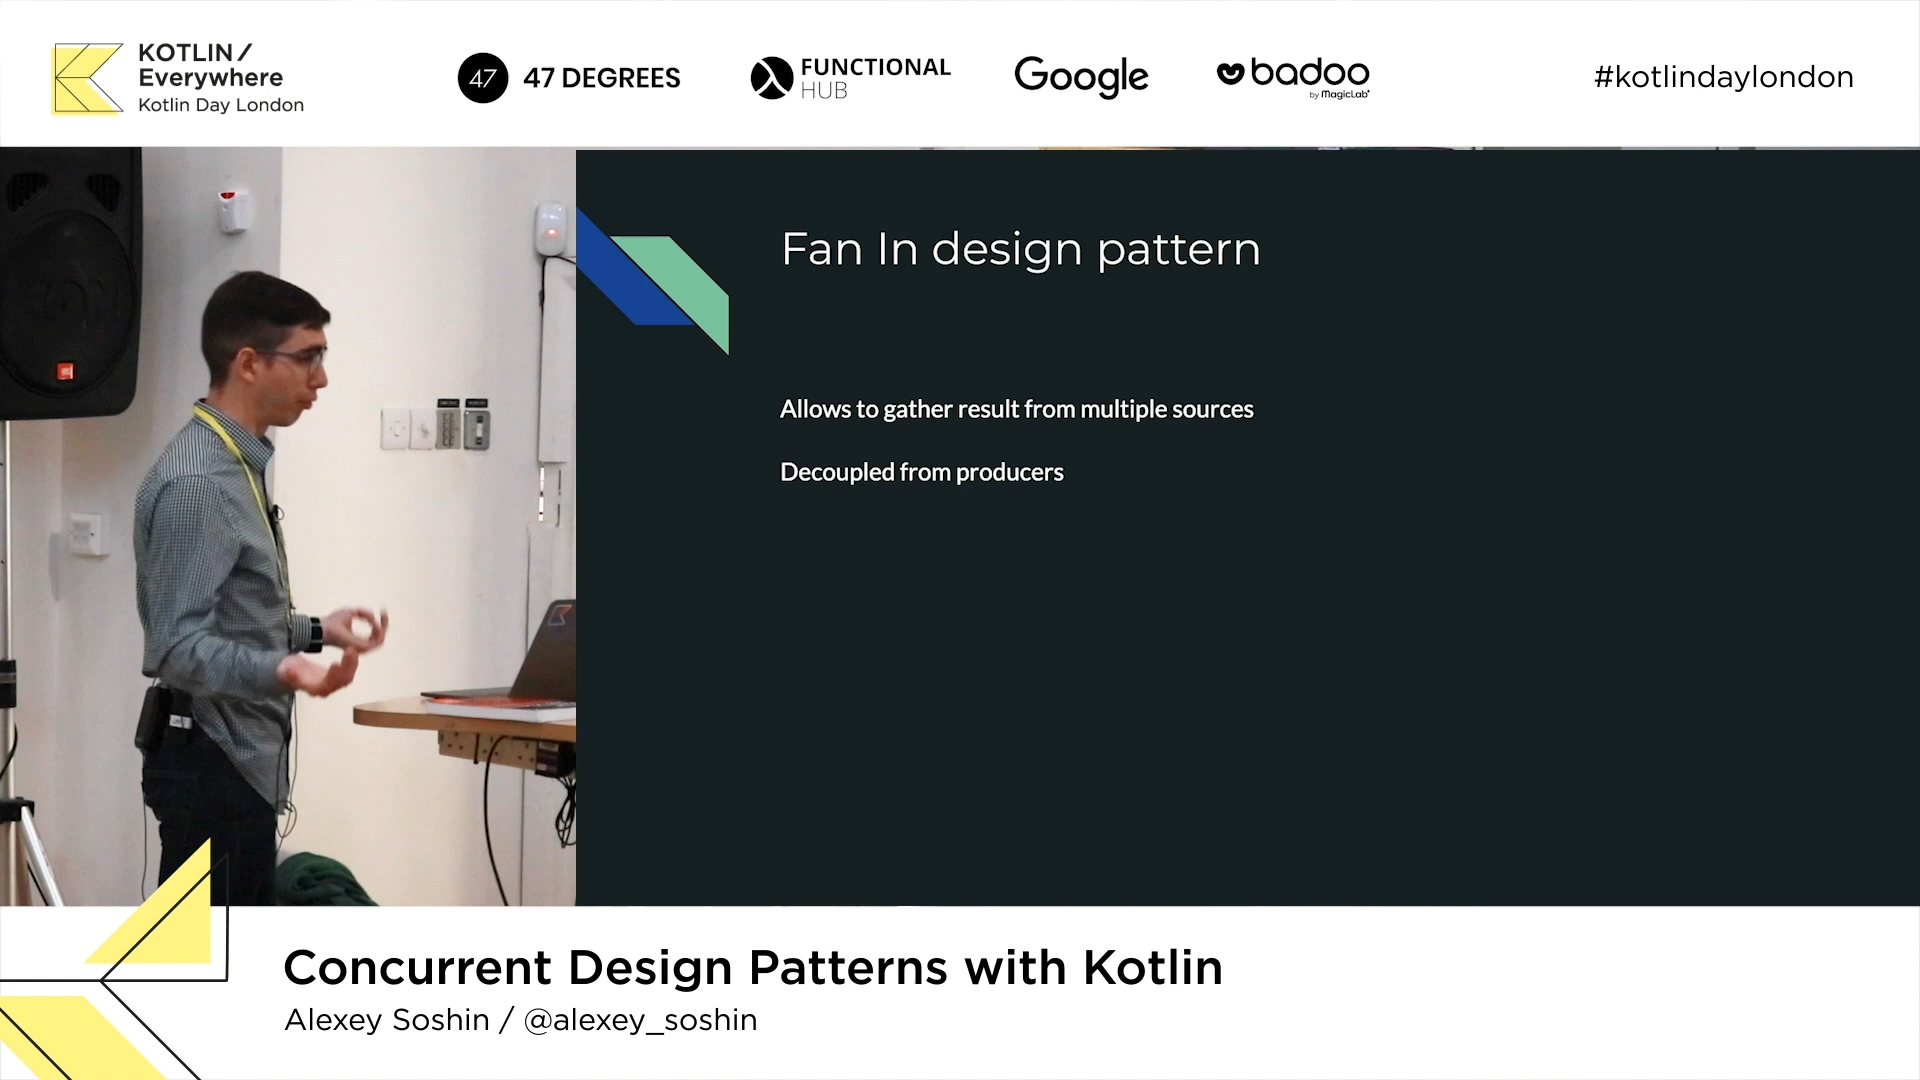 KOTLIN /
Everywhere
Kotlin Day London
47 47 DEGREES
FUNCTIONAL
HUB
Google
badoo
by MagicLab
#kotlindaylondon
Fan In design pattern
Allows to gather result from multiple sources
Decoupled from producers
Concurrent Design Patterns with Kotlin
Alexey Soshin / @alexey_soshin